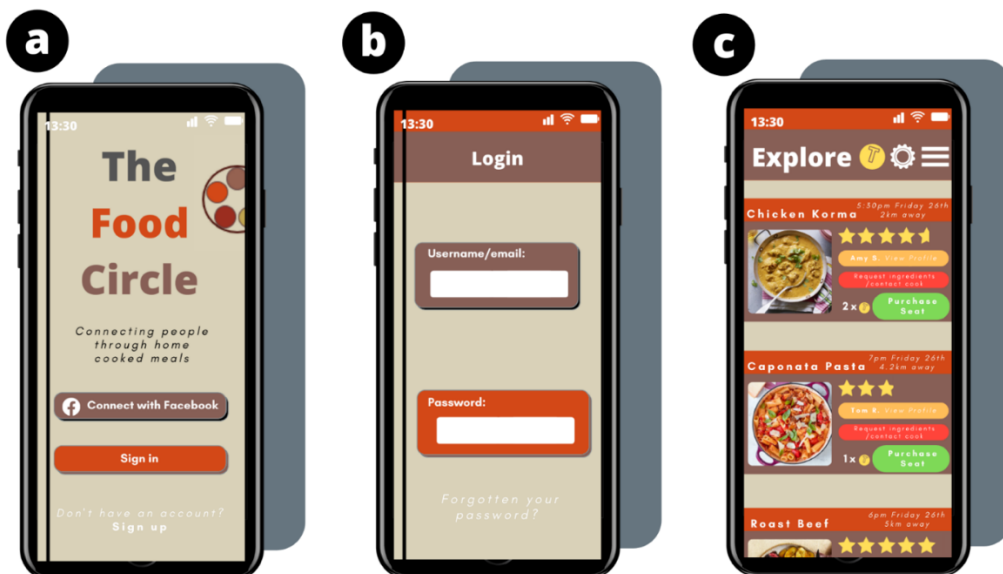 a
13:30
The
Food
Circle
Connecting people
through home
cooked meals
Connect with Facebook
Sign in
Don't have an account?
Sign up
b
13:30
Login
Username/email:
Password:
Forgotten your
password?
c
13:30
Explore T
Chicken Korma
5:30pm Friday 26th
2km away
Amy B. View Profile
Request ingredients
/contact cook
2x T
Purchase
Seat
Caponata Pasta
7pm Friday 26th
4.2km away
Tom K. View Profile
Request ingredients
/contact cook
1x T
Purchase
Seat
Roast Beef
6pm Friday 26th
5km away